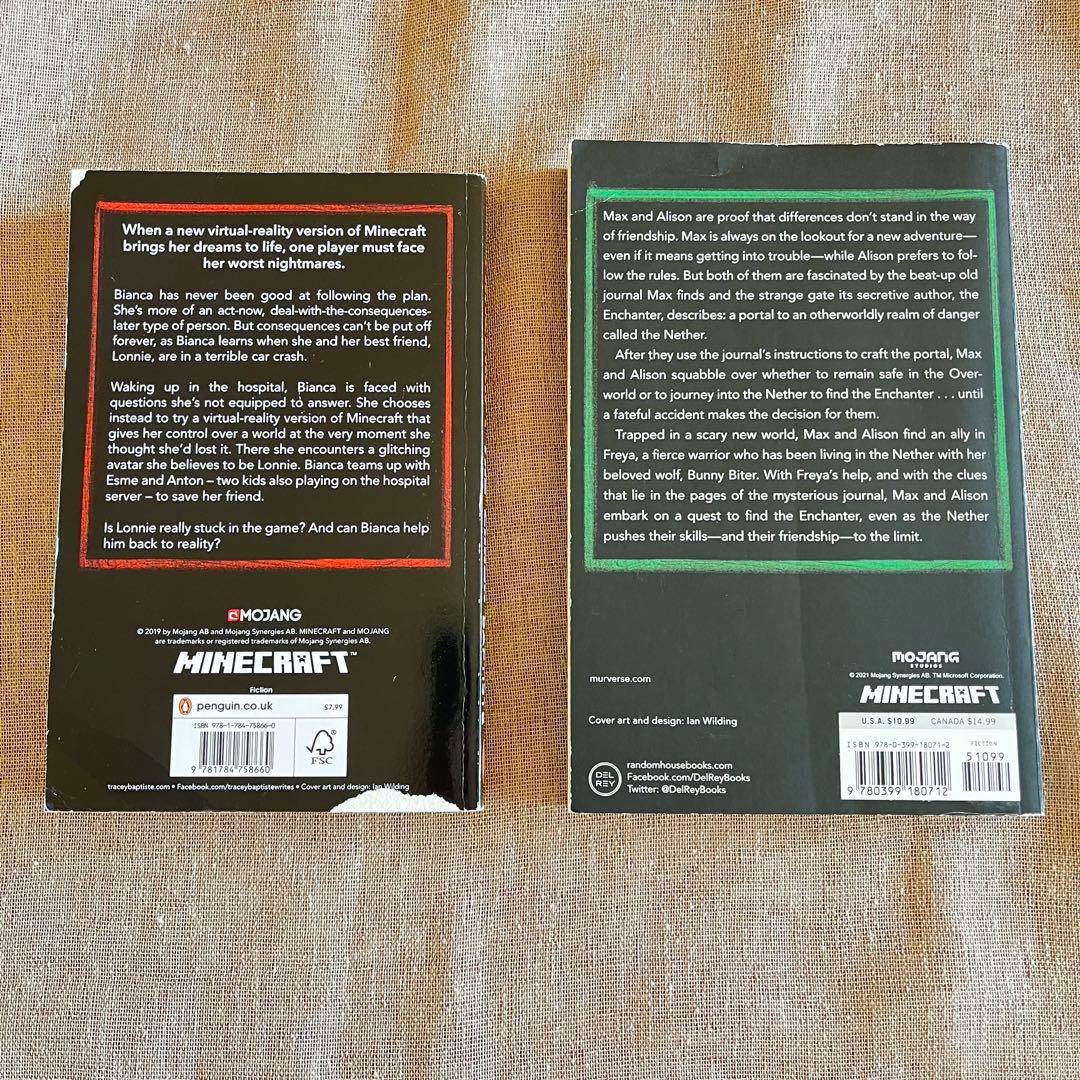 When a new virtual-reality version of Minecraft
brings her dreams to life, one player must face
her worst nightmares.
Bianca has never been good at following the plan.
She's more of an act-now, deal-with-the-consequences-
later type of person. But consequences can't be put off
forever, as Bianca learns when she and her best friend,
Lonnie, are in a terrible car crash.
Waking up in the hospital, Bianca is faced with
questions she's not equipped to answer. She chooses
instead to try a virtual-reality version of Minecraft that
gives her control over a world at the very moment she
thought she'd lost it. There she encounters a glitching
avatar she believes to be Lonnie. Bianca teams up with
Esme and Anton – two kids also playing on the hospital
server – to save her friend.
Is Lonnie really stuck in the game? And can Bianca help
him back to reality?
MOJANG
© 2019 by Mojang AB and Mojang Synergies AB. MINECRAFT and MOJANG
are trademarks or registered trademarks of Mojang Synergies AB.
MINECRAFT™
Fiction
penguin.co.uk
£7.99
ISBN 978-1-784-75866-0
9 781784 758660
FSC
traceybaptiste.com • Facebook.com/traceybaptistewrites • Cover art and design: Ian Wilding
Max and Alison are proof that differences don't stand in the way
of friendship. Max is always on the lookout for a new adventure—
even if it means getting into trouble—while Alison prefers to fol-
low the rules. But both of them are fascinated by the beat-up old
journal Max finds and the strange gate its secretive author, the
Enchanter, describes: a portal to an otherworldly realm of danger
called the Nether.
After they use the journal's instructions to craft the portal, Max
and Alison squabble over whether to remain safe in the Over-
world or to journey into the Nether to find the Enchanter . . . until
a fateful accident makes the decision for them.
Trapped in a scary new world, Max and Alison find an ally in
Freya, a fierce warrior who has been living in the Nether with her
beloved wolf, Bunny Biter. With Freya's help, and with the clues
that lie in the pages of the mysterious journal, Max and Alison
embark on a quest to find the Enchanter, even as the Nether
pushes their skills—and their friendship—to the limit.
MOJANG
STUDIOS
© 2021 Mojang Synergies AB. TM Microsoft Corporation.
MINECRAFT
murverse.com
Cover art and design: Ian Wilding
U.S.A. $10.99 CANADA $14.99
ISBN 978-0-399-18071-2
FICTION
51099
9 780399 180712
DEL
REY
randomhousebooks.com
Facebook.com/DelReyBooks
Twitter: @DelReyBooks